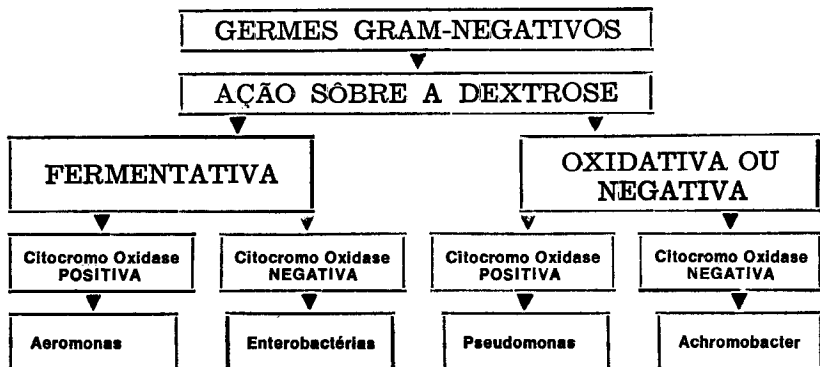 GERMES GRAM-NEGATIVOS
AÇÃO SÔBRE A DEXTROSE
FERMENTATIVA
OXIDATIVA OU
NEGATIVA
Citocromo Oxidase
POSITIVA
Citocromo Oxidase
NEGATIVA
Citocromo Oxidase
POSITIVA
Citocromo Oxidase
NEGATIVA
Aeromonas
Enterobactérias
Pseudomonas
Achromobacter